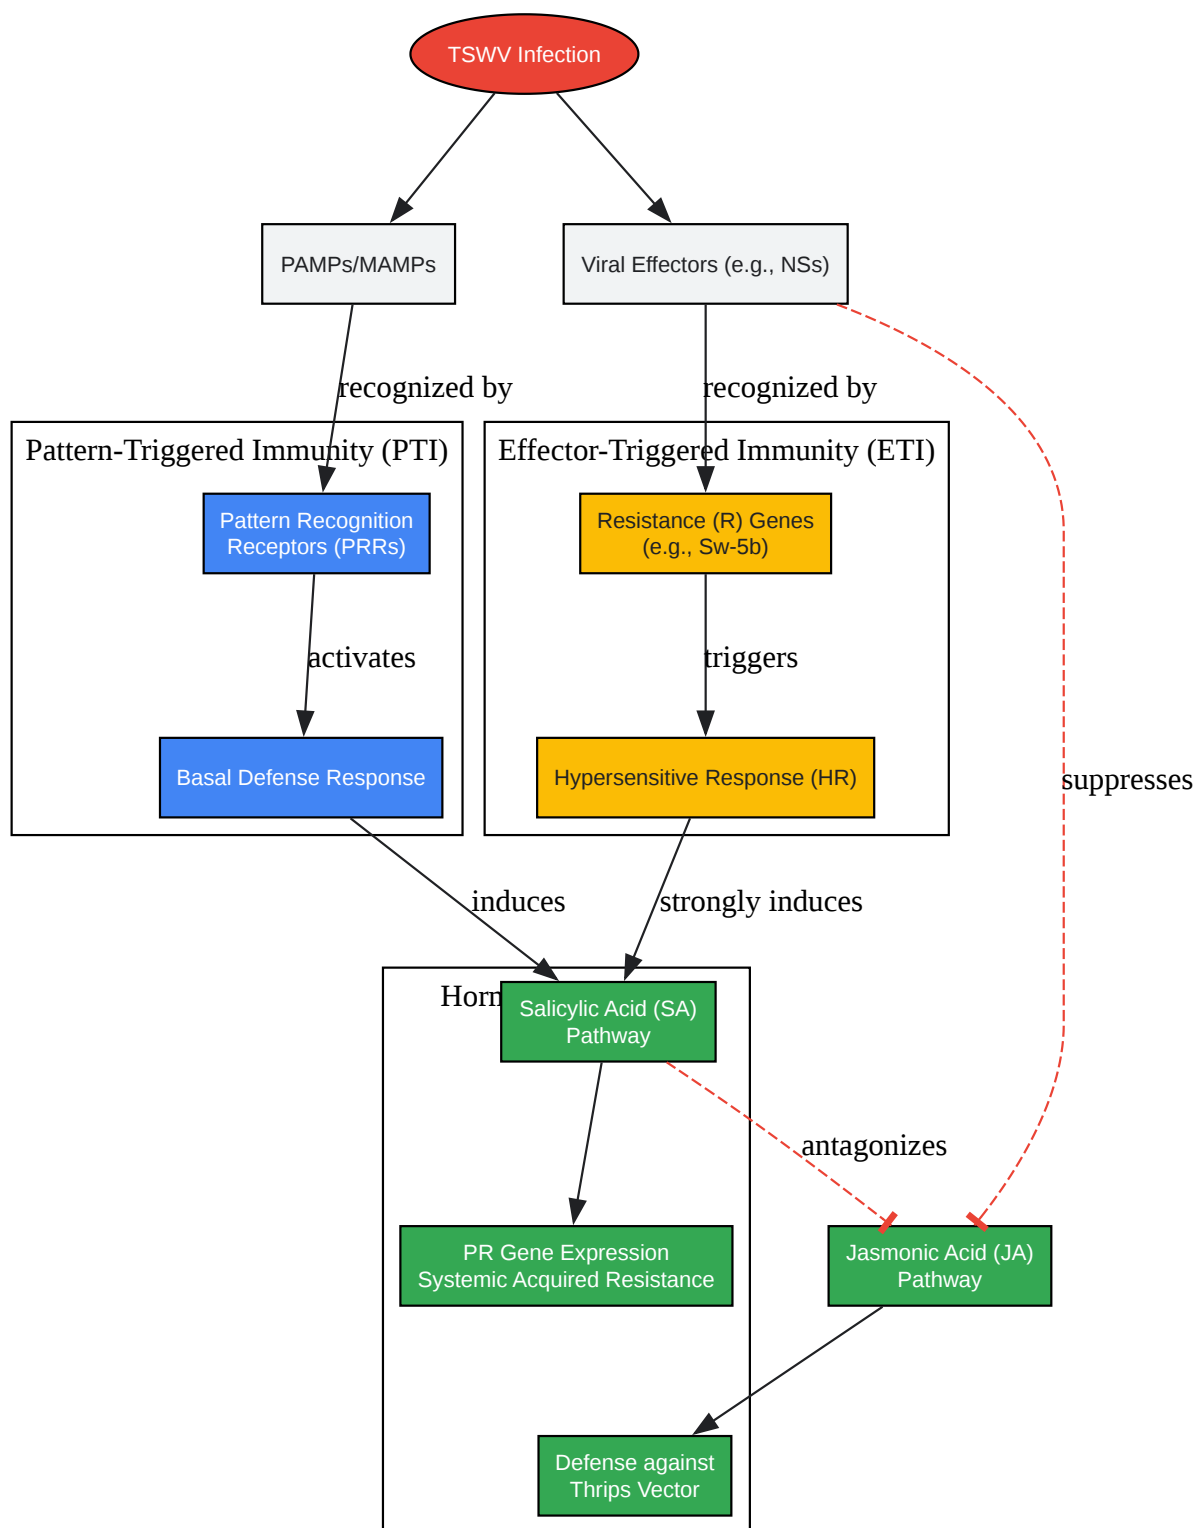 TSWV Infection
PAMPs/MAMPs
Viral Effectors (e.g., NSs)
recognized by
recognized by
Pattern-Triggered Immunity (PTI)
Effector-Triggered Immunity (ETI)
Pattern Recognition
Receptors (PRRs)
Resistance (R) Genes
(e.g., Sw-5b)
activates
triggers
Basal Defense Response
Hypersensitive Response (HR)
suppresses
induces
strongly induces
Salicylic Acid (SA)
Pathway
antagonizes
PR Gene Expression
Systemic Acquired Resistance
Jasmonic Acid (JA)
Pathway
Defense against
Thrips Vector